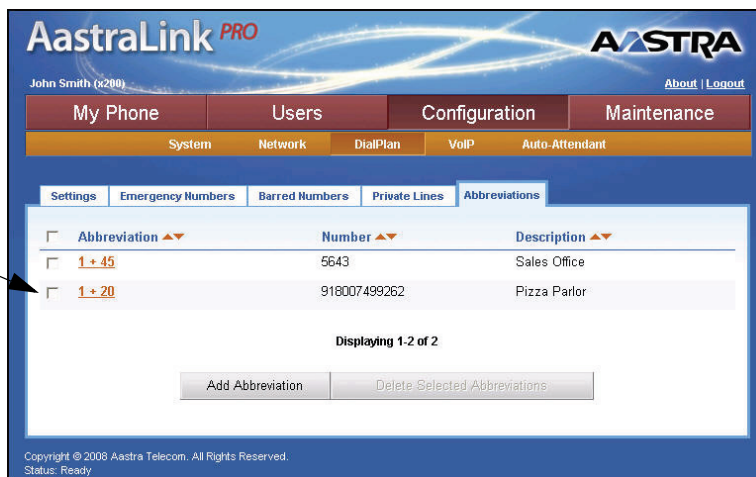 AastraLink PRO
AASTRA
John Smith (x200)
About | Logout
My Phone Users Configuration Maintenance
System Network DialPlan VoIP Auto-Attendant
Settings Emergency Numbers Barred Numbers Private Lines Abbreviations
Abbreviation Number Description
1 + 45 5643 Sales Office
1 + 20 918007499262 Pizza Parlor
Displaying 1-2 of 2
Add Abbreviation Delete Selected Abbreviations
Copyright © 2008 Aastra Telecom. All Rights Reserved.
Status: Ready